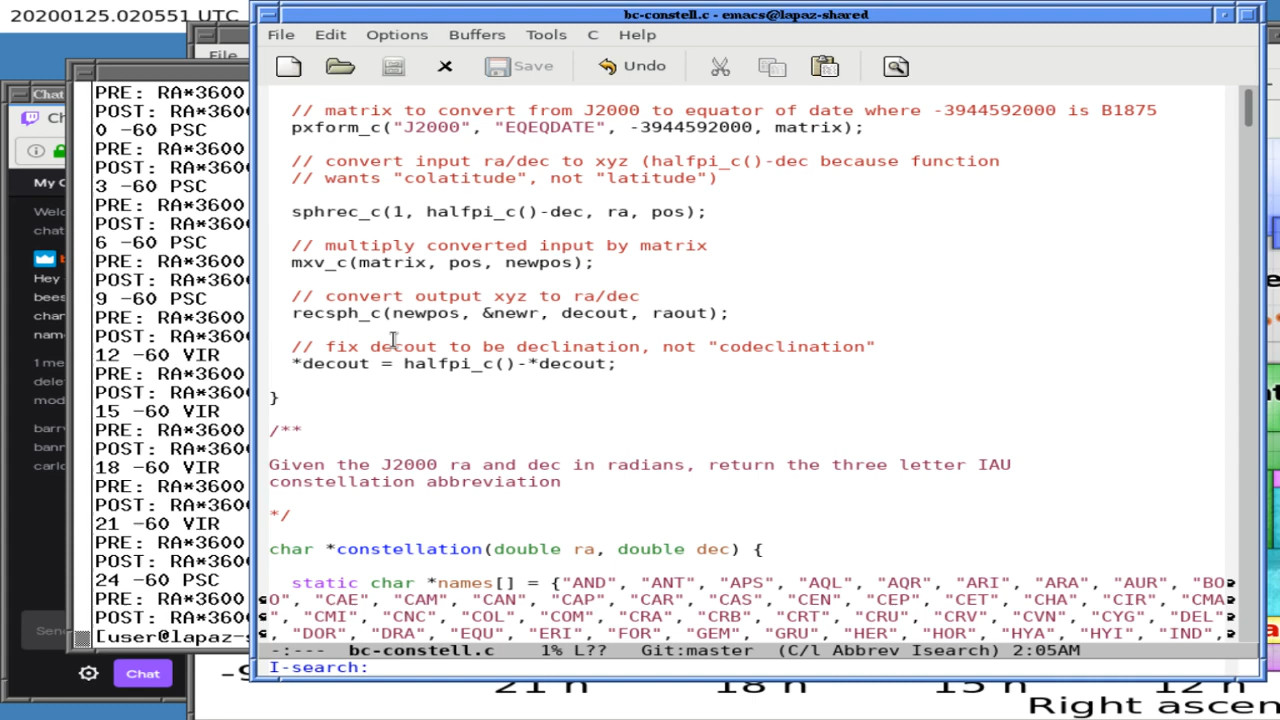 20200125.020551 UTC
bc-constell.c - emacs@lapaz-shared
File Edit Options Buffers Tools C Help
Save Undo
// matrix to convert from J2000 to equator of date where -3944592000 is B1875
pxform_c("J2000", "EQEQDATE", -3944592000, matrix);
// convert input ra/dec to xyz (halfpi_c()-dec because function
// wants "colatitude", not "latitude")
sphrec_c(1, halfpi_c()-dec, ra, pos);
// multiply converted input by matrix
mxv_c(matrix, pos, newpos);
// convert output xyz to ra/dec
recsph_c(newpos, &newr, decout, raout);
// fix decout to be declination, not "codeclination"
*decout = halfpi_c()-*decout;
}
/**
Given the J2000 ra and dec in radians, return the three letter IAU
constellation abbreviation
*/
char *constellation(double ra, double dec) {
static char *names[] = {"AND", "ANT", "APS", "AQL", "AQR", "ARI", "ARA", "AUR", "BO
O", "CAE", "CAM", "CAN", "CAP", "CAR", "CAS", "CEN", "CEP", "CET", "CHA", "CIR", "CMA
", "CMI", "CNC", "COL", "COM", "CRA", "CRB", "CRT", "CRU", "CRV", "CVN", "CYG", "DEL"
, "DOR", "DRA", "EQU", "ERI", "FOR", "GEM", "GRU", "HER", "HOR", "HYA", "HYI", "IND",
-:--- bc-constell.c 1% L?? Git:master (C/l Abbrev Isearch) 2:05AM
I-search:
File
PRE: RA*3600
POST: RA*3600
0 -60 PSC
PRE: RA*3600
POST: RA*3600
3 -60 PSC
PRE: RA*3600
POST: RA*3600
6 -60 PSC
PRE: RA*3600
POST: RA*3600
9 -60 PSC
PRE: RA*3600
POST: RA*3600
12 -60 VIR
PRE: RA*3600
POST: RA*3600
15 -60 VIR
PRE: RA*3600
POST: RA*3600
18 -60 VIR
PRE: RA*3600
POST: RA*3600
21 -60 VIR
PRE: RA*3600
POST: RA*3600
24 -60 PSC
PRE: RA*3600
POST: RA*3600
[user@lapaz-s
Chat
My
Hey
Chat
21 h 18 h 15 h 12 h
Right ascen